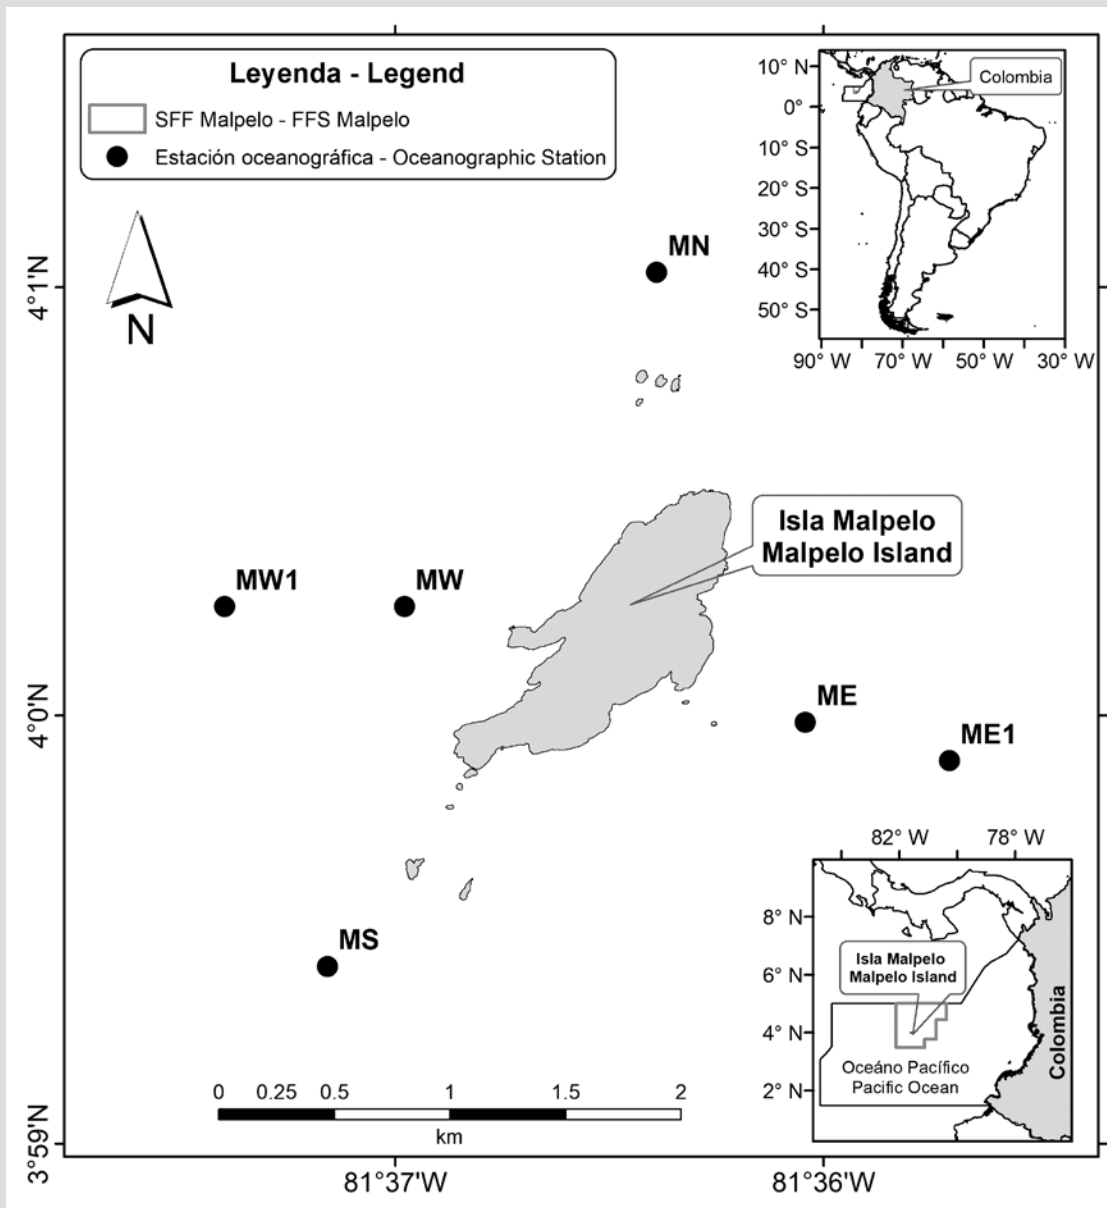 Leyenda - Legend
SFF Malpelo - FFS Malpelo
Estación oceanográfica - Oceanographic Station
N
10° N
0°
10° S
20° S
30° S
40° S
50° S
90° W 70° W 50° W 30° W
Colombia
4°1'N
4°0'N
3°59'N
MN
Isla Malpelo
Malpelo Island
MW1
MW
ME
ME1
MS
82° W 78° W
8° N
6° N
4° N
2° N
Isla Malpelo
Malpelo Island
Oceáno Pacífico
Pacific Ocean
Colombia
0 0.25 0.5 1 1.5 2
km
81°37'W 81°36'W